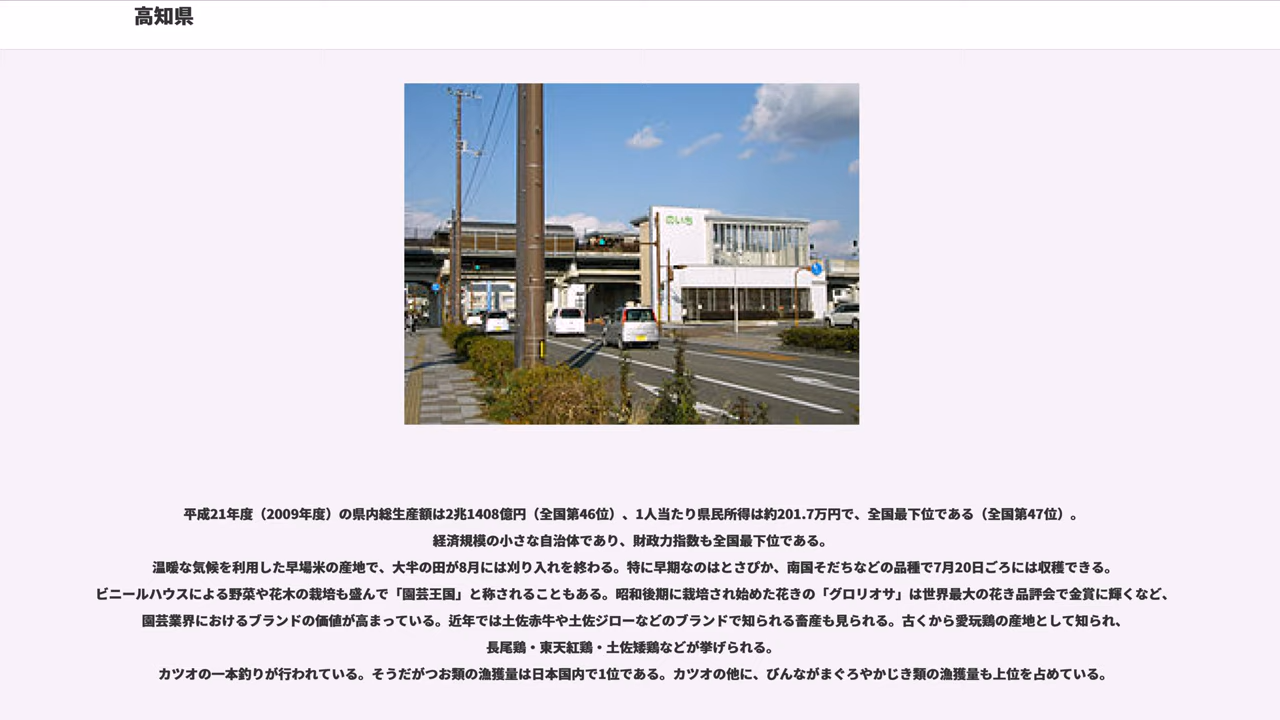 高知県
のいち
平成21年度（2009年度）の県内総生産額は2兆1408億円（全国第46位）、1人当たり県民所得は約201.7万円で、全国最下位である（全国第47位）。
経済規模の小さな自治体であり、財政力指数も全国最下位である。
温暖な気候を利用した早場米の産地で、大半の田が8月には刈り入れを終わる。特に早期なのはとさぴか、南国そだちなどの品種で7月20日ごろには収穫できる。
ビニールハウスによる野菜や花木の栽培も盛んで「園芸王国」と称されることもある。昭和後期に栽培され始めた花きの「グロリオサ」は世界最大の花き品評会で金賞に輝くなど、
園芸業界におけるブランドの価値が高まっている。近年では土佐赤牛や土佐ジローなどのブランドで知られる畜産も見られる。古くから愛玩鶏の産地として知られ、
長尾鶏・東天紅鶏・土佐矮鶏などが挙げられる。
カツオの一本釣りが行われている。そうだがつお類の漁獲量は日本国内で1位である。カツオの他に、びんながまぐろやかじき類の漁獲量も上位を占めている。